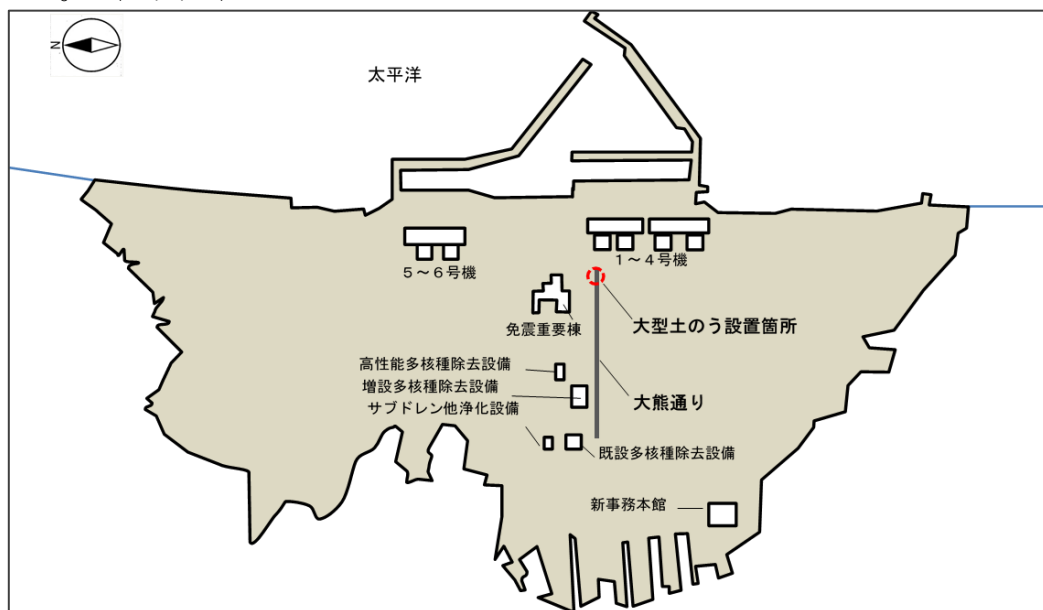 N
太平洋
５～６号機
１～４号機
免震重要棟
大型土のう設置箇所
高性能多核種除去設備
増設多核種除去設備
サブドレン他浄化設備
大熊通り
既設多核種除去設備
新事務本館